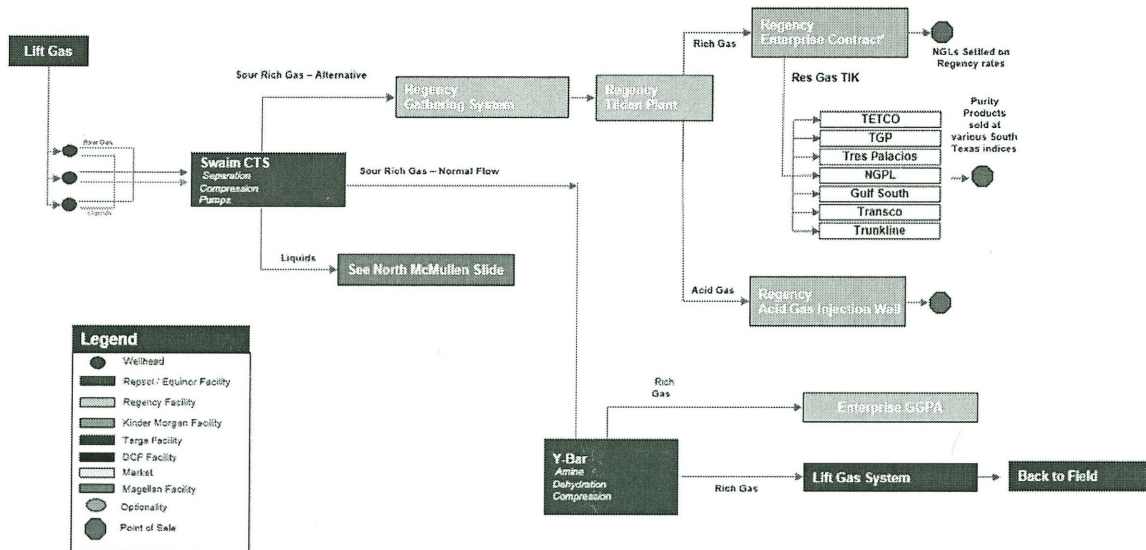 Lift Gas
Raw Gas
Liquids
Sour Rich Gas – Alternative
Swaim CTS
Separation
Compression
Pumps
Sour Rich Gas – Normal Flow
Liquids
See North McMullen Slide
Regency
Gathering System
Regency
Tilden Plant
Rich Gas
Regency
Enterprise Contract
NGLs Settled on
Regency rates
Res Gas TIK
TETCO
TGP
Tres Palacios
NGPL
Gulf South
Transco
Trunkline
Purity
Products
sold at
various South
Texas indices
Acid Gas
Regency
Acid Gas Injection Well
Rich
Gas
Enterprise GGPA
Y-Bar
Amine
Dehydration
Compression
Rich Gas
Lift Gas System
Back to Field
Legend
Wellhead
Repsol / Equinor Facility
Regency Facility
Kinder Morgan Facility
Targa Facility
DCF Facility
Market
Magellan Facility
Optionality
Point of Sale